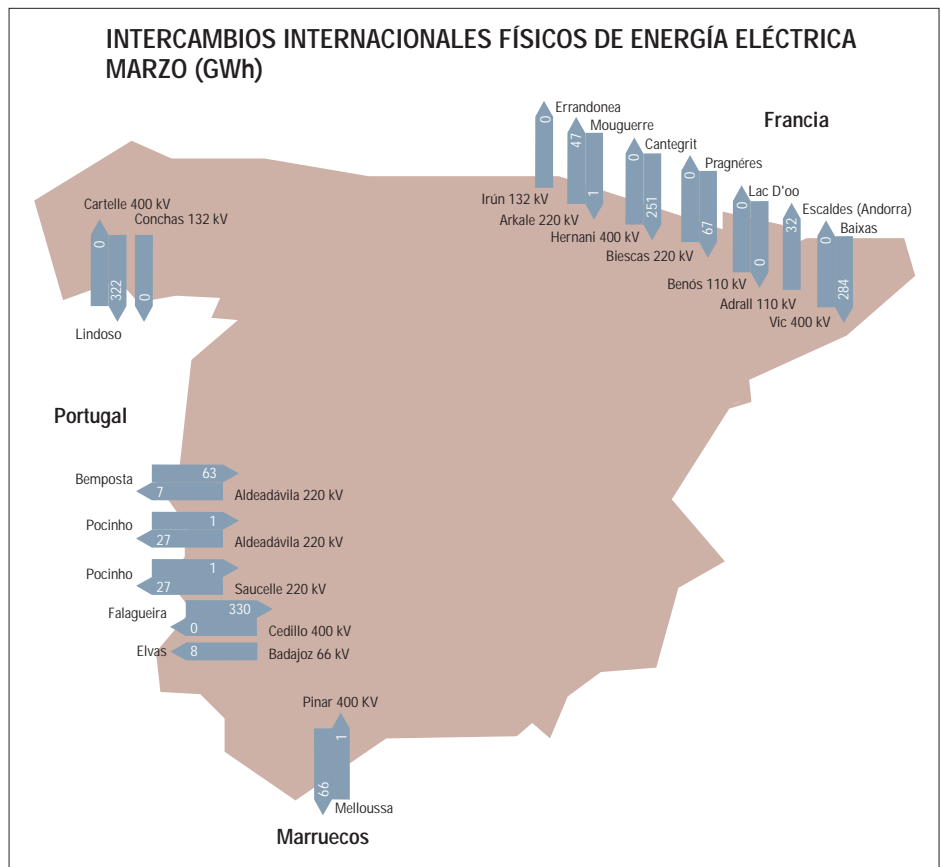 INTERCAMBIOS INTERNACIONALES FÍSICOS DE ENERGÍA ELÉCTRICA
MARZO (GWh)
Francia
Errandonea
0
Irún 132 kV
Mouguerre
47
1
Arkale 220 kV
Hernani 400 kV
Cantegrit
0
251
Pragnéres
0
67
Biescas 220 kV
Lac D'oo
0
0
Benós 110 kV
Escaldes (Andorra)
32
Adrall 110 kV
Baixas
0
284
Vic 400 kV
Cartelle 400 kV
Conchas 132 kV
0
322
0
Lindoso
Portugal
Bemposta
63
7
Aldeadávila 220 kV
Pocinho
1
27
Aldeadávila 220 kV
Pocinho
1
27
Saucelle 220 kV
Falagueira
330
0
Cedillo 400 kV
Elvas
8
Badajoz 66 kV
Pinar 400 KV
1
66
Melloussa
Marruecos